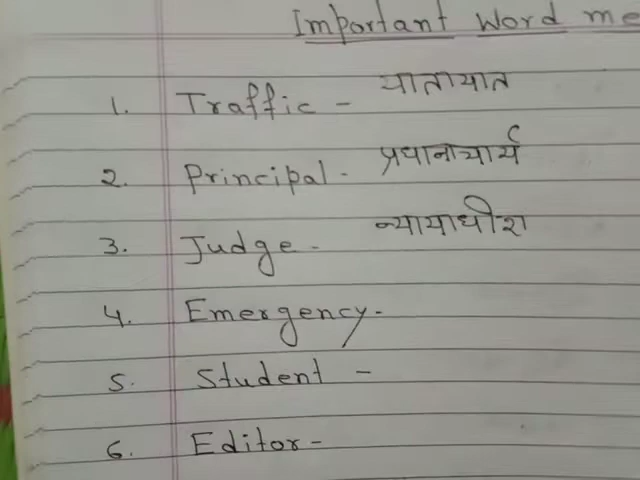 Important Word me
1. Traffic - यातायात
2. Principal - प्रधानाचार्य
3. Judge - न्यायाधीश
4. Emergency -
5. Student -
6. Editor -